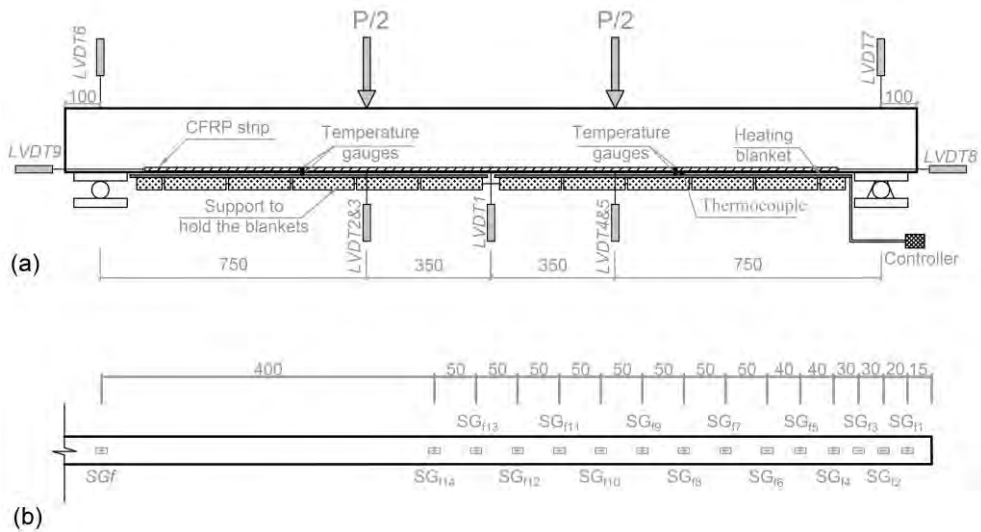 P/2 P/2
LVDT6
LVDT7
100
100
CFRP strip
Temperature
gauges
Temperature
gauges
Heating
blanket
LVDT9
LVDT8
Support to
hold the blankets
LVDT2&3
LVDT1
LVDT4&5
Thermocouple
Controller
(a)
750 350 350 750
400 50 50 50 50 50 50 50 50 40 40 30 30 20 15
SGf13 SGf11 SGf9 SGf7 SGf5 SGf3 SGf1
SGf SGf14 SGf12 SGf10 SGf8 SGf6 SGf4 SGf2
(b)